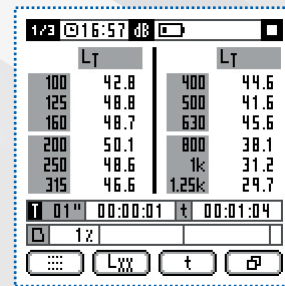 1/3 16:57 dB
LT LT
100 42.8 400 44.6
125 48.8 500 41.6
160 48.7 630 45.6
200 50.1 800 38.1
250 48.6 1k 31.2
315 46.6 1.25k 29.7
T 01" 00:00:01 t 00:01:04
1%
Lxx t